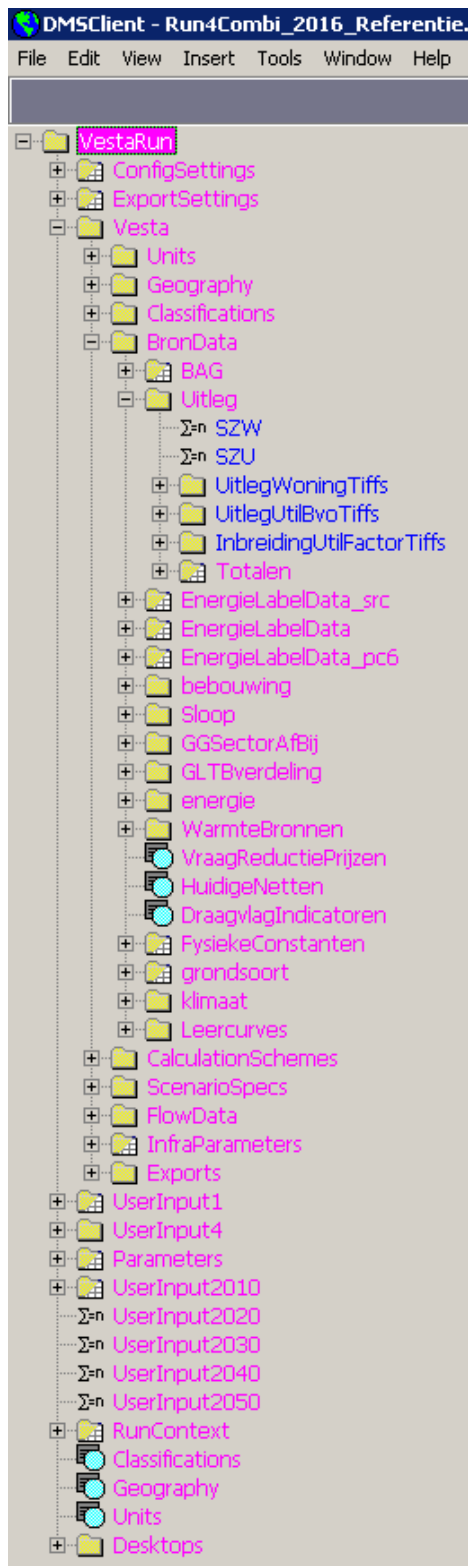 DMSClient - Run4Combi_2016_Referentie.
File Edit View Insert Tools Window Help
VestaRun
ConfigSettings
ExportSettings
Vesta
Units
Geography
Classifications
BronData
BAG
Uitleg
Σ=n SZW
Σ=n SZU
UitlegWoningTiffs
UitlegUtilBvoTiffs
InbreidingUtilFactorTiffs
Totalen
EnergieLabelData_src
EnergieLabelData
EnergieLabelData_pc6
bebouwing
Sloop
GGSectorAfBij
GLTBverdeling
energie
WarmteBronnen
VraagReductiePrijzen
HuidigeNetten
DraagvlagIndicatoren
FysiekeConstanten
grondsoort
klimaat
Leercurves
CalculationSchemes
ScenarioSpecs
FlowData
InfraParameters
Exports
UserInput1
UserInput4
Parameters
UserInput2010
Σ=n UserInput2020
Σ=n UserInput2030
Σ=n UserInput2040
Σ=n UserInput2050
RunContext
Classifications
Geography
Units
Desktops